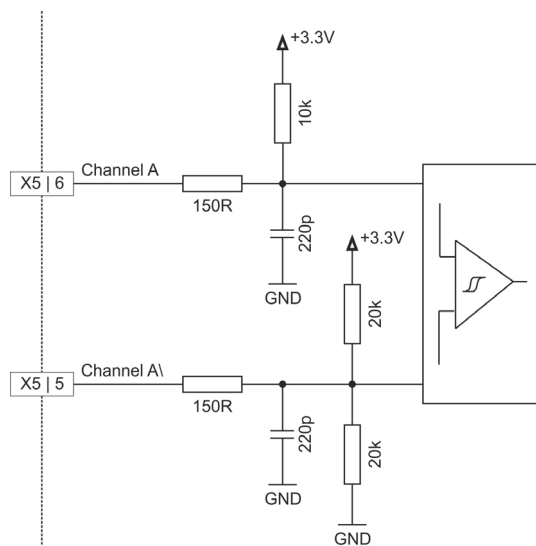 +3.3V
10k
X5 | 6
Channel A
150R
220p
GND
+3.3V
20k
X5 | 5
Channel A\
150R
220p
20k
GND
GND